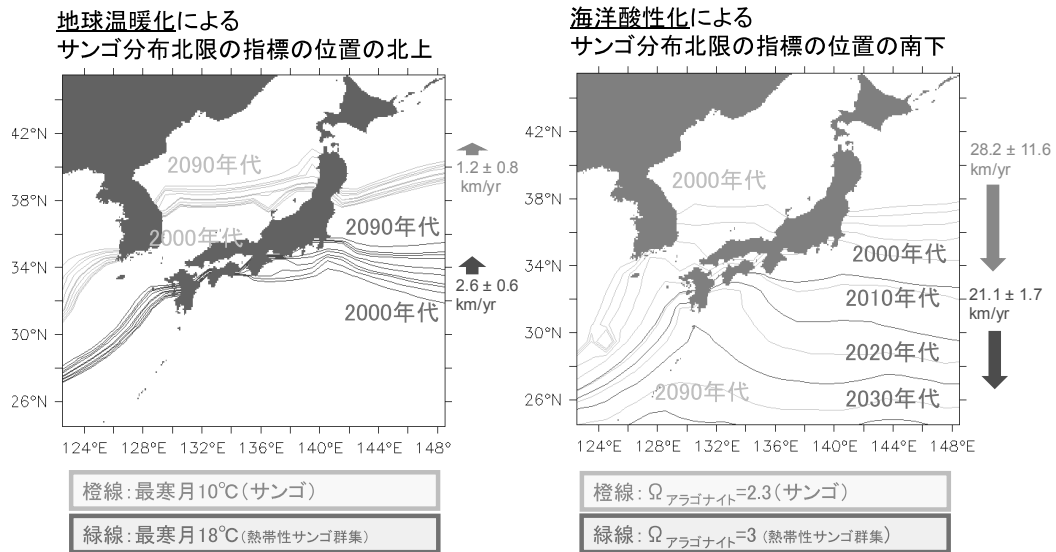 地球温暖化による
サンゴ分布北限の指標の位置の北上
42°N
38°N
34°N
30°N
26°N
124°E 128°E 132°E 136°E 140°E 144°E 148°
2090年代
2000年代
2090年代
2000年代
1.2 ± 0.8
km/yr
2.6 ± 0.6
km/yr
橙線：最寒月10℃（サンゴ）
緑線：最寒月18℃（熱帯性サンゴ群集）
海洋酸性化による
サンゴ分布北限の指標の位置の南下
42°N
38°N
34°N
30°N
26°N
124°E 128°E 132°E 136°E 140°E 144°E 148°E
2000年代
2000年代
2010年代
2020年代
2090年代
2030年代
28.2 ± 11.6
km/yr
21.1 ± 1.7
km/yr
橙線：Ωアラゴナイト=2.3（サンゴ）
緑線：Ωアラゴナイト=3（熱帯性サンゴ群集）